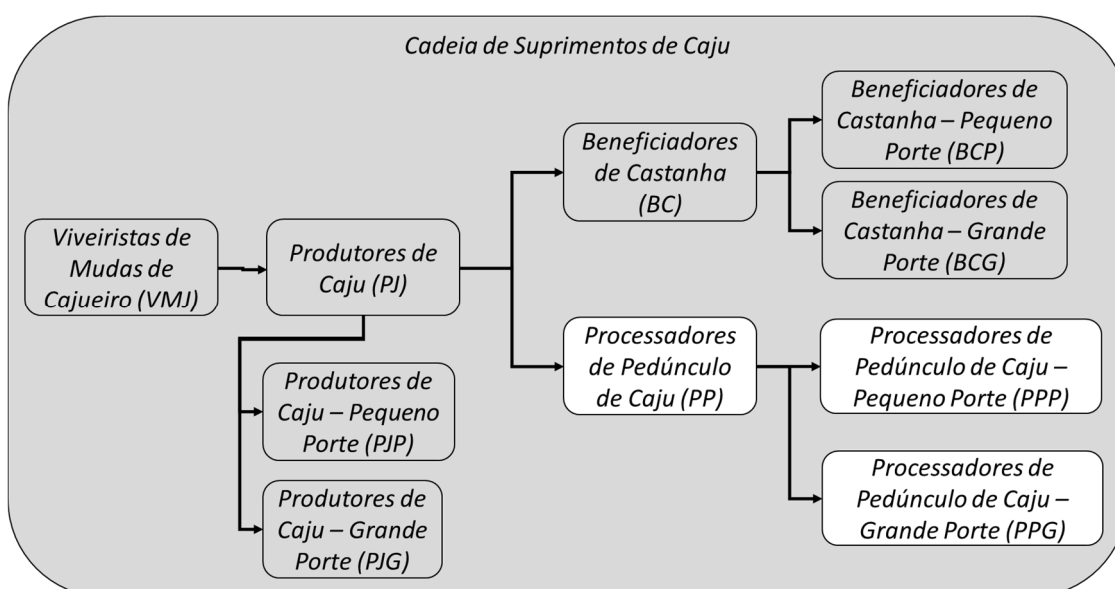 Cadeia de Suprimentos de Caju
Viveiristas de
Mudas de
Cajueiro (VMJ)
Produtores de
Caju (PJ)
Produtores de
Caju – Pequeno
Porte (PJP)
Produtores de
Caju – Grande
Porte (PJG)
Beneficiadores
de Castanha
(BC)
Beneficiadores de
Castanha – Pequeno
Porte (BCP)
Beneficiadores de
Castanha – Grande
Porte (BCG)
Processadores
de Pedúnculo
de Caju (PP)
Processadores de
Pedúnculo de Caju –
Pequeno Porte (PPP)
Processadores de
Pedúnculo de Caju –
Grande Porte (PPG)